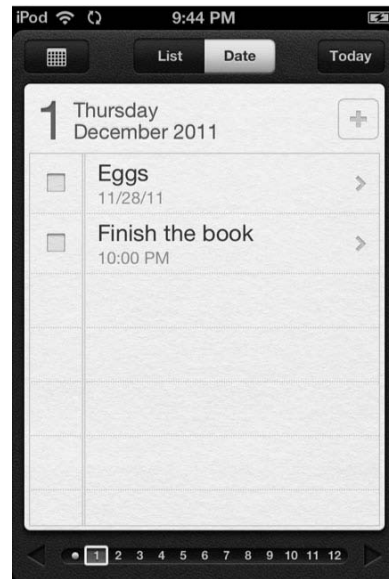 iPod 9:44 PM
List Date Today
1 Thursday
December 2011
Eggs
11/28/11
Finish the book
10:00 PM
1 2 3 4 5 6 7 8 9 10 11 12